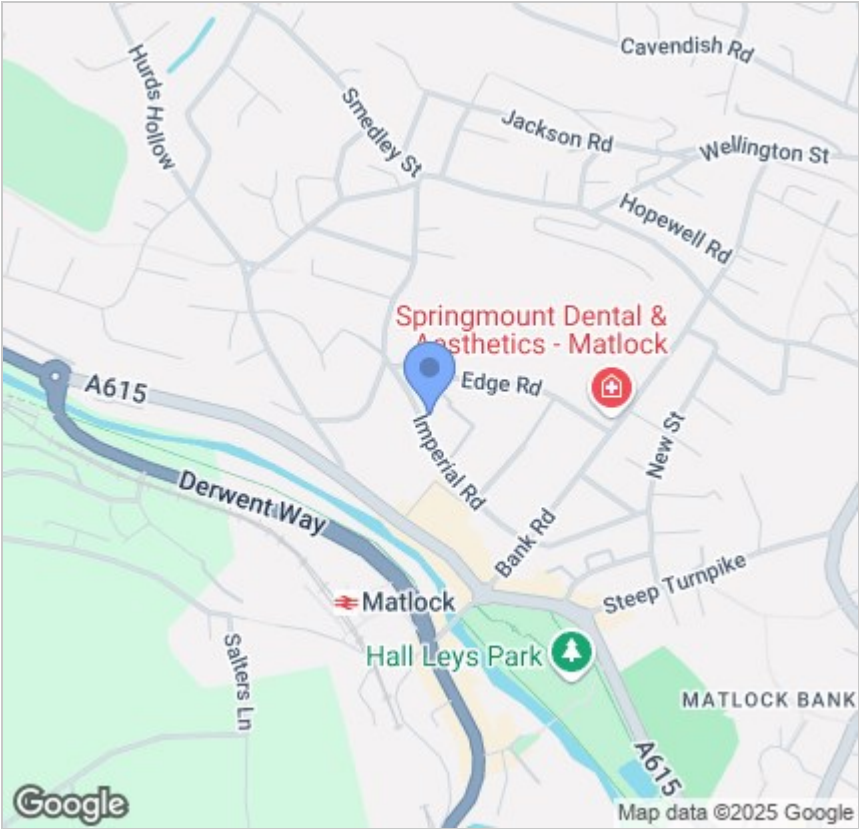 Cavendish Rd
Hurds Hollow
Smedley St
Jackson Rd
Wellington St
Hopewell Rd
Springmount Dental &
Aesthetics - Matlock
Edge Rd
A615
Imperial Rd
New St
Derwent Way
Bank Rd
Steep Turnpike
Matlock
Hall Leys Park
Salters Ln
MATLOCK BANK
A615
Google
Map data ©2025 Google